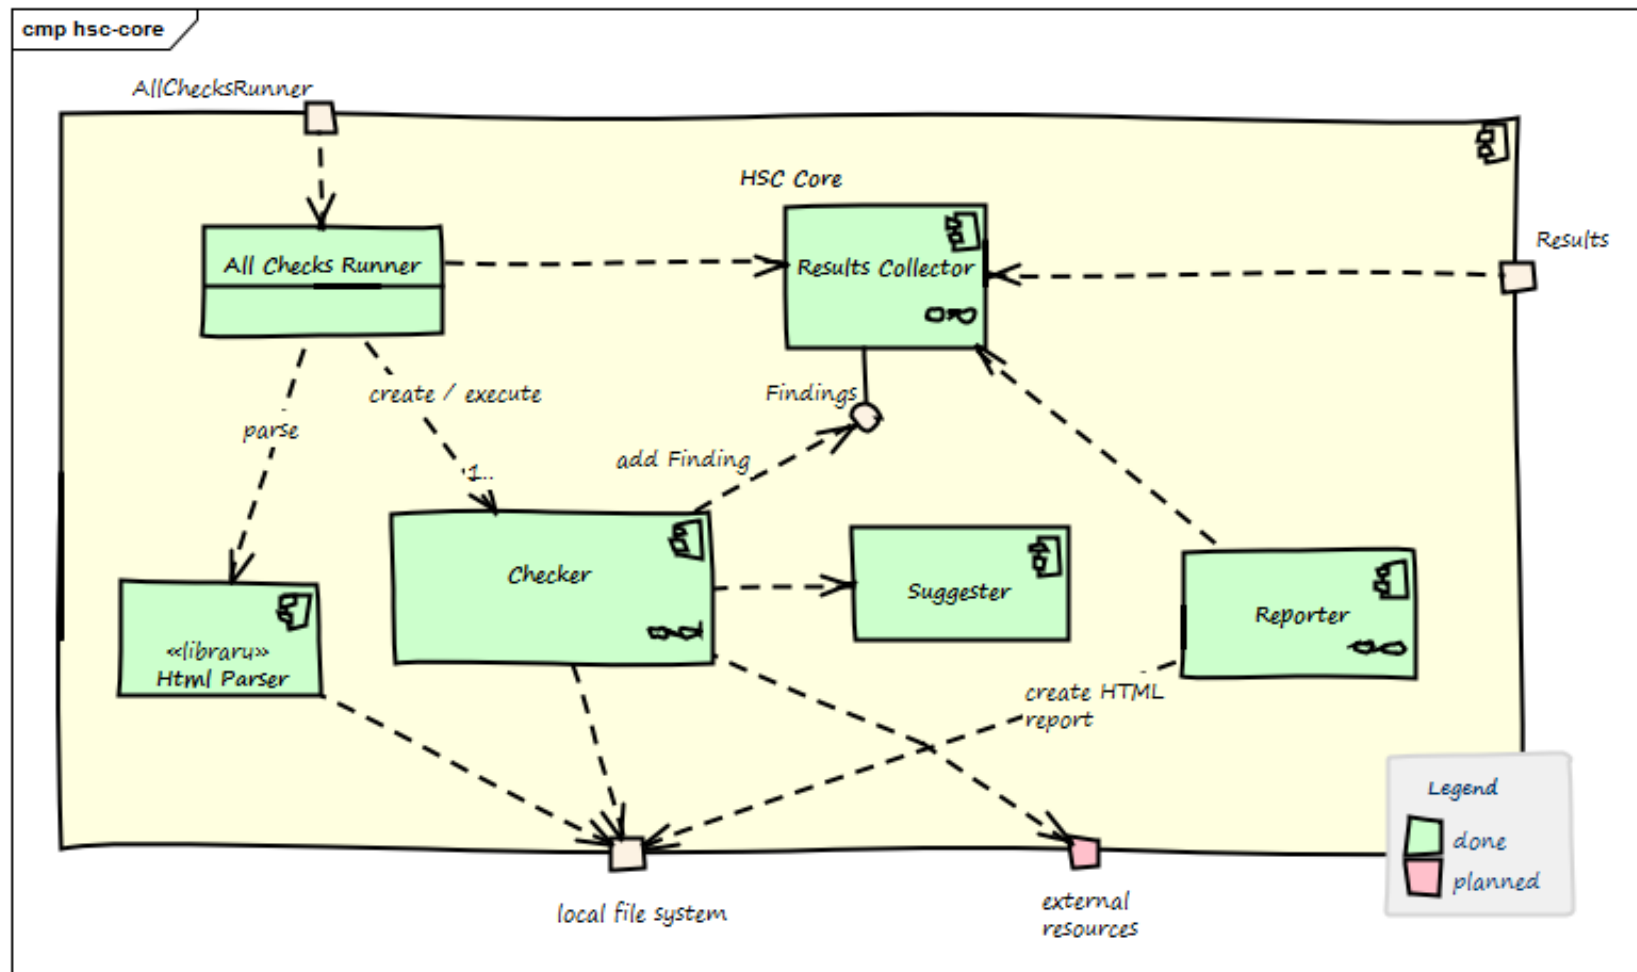 cmp hsc-core
AllChecksRunner
HSC Core
Results
All Checks Runner
Results Collector
create / execute
Findings
parse
add Finding
1..
Checker
Suggester
Reporter
«libraru»
Html Parser
create HTML
report
Legend
done
planned
local file system
external
resources